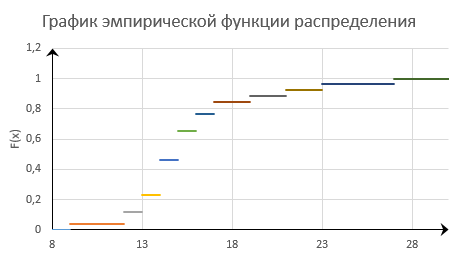 График эмпирической функции распределения
1,2
1
0,8
0,6
0,4
0,2
0
F(x)
8 13 18 23 28